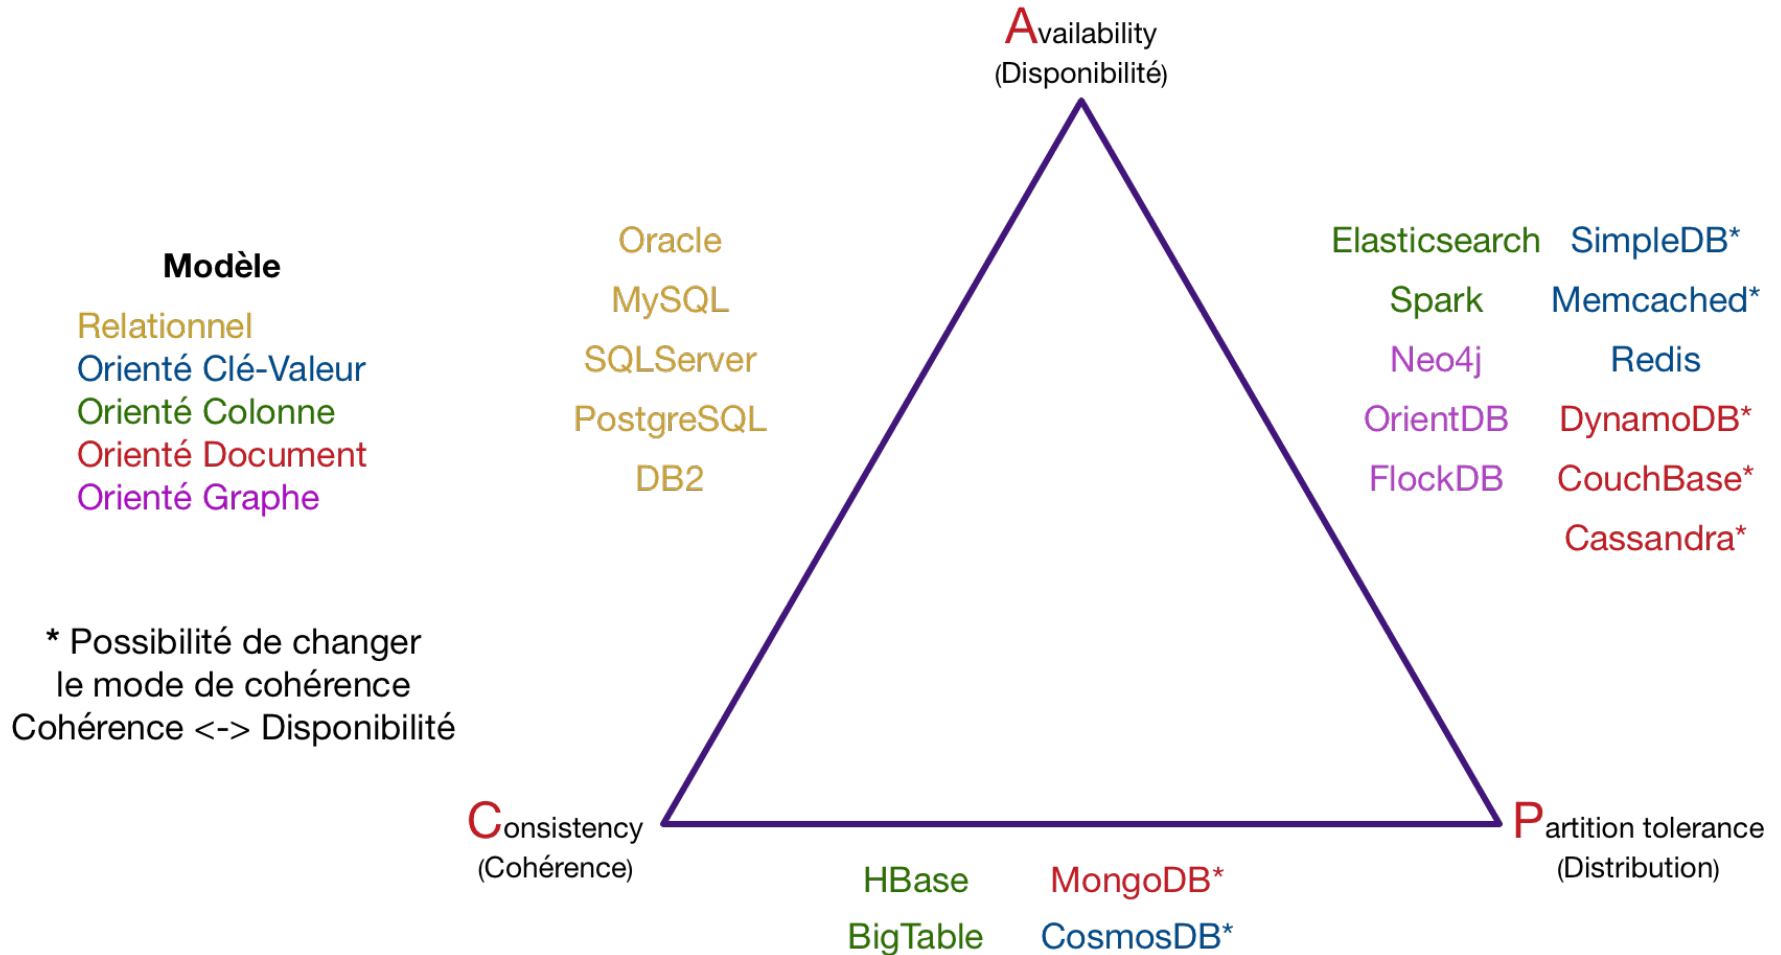 Availability
(Disponibilité)
Modèle
Relationnel
Orienté Clé-Valeur
Orienté Colonne
Orienté Document
Orienté Graphe
* Possibilité de changer
le mode de cohérence
Cohérence <-> Disponibilité
Oracle
MySQL
SQLServer
PostgreSQL
DB2
Elasticsearch SimpleDB*
Spark Memcached*
Neo4j Redis
OrientDB DynamoDB*
FlockDB CouchBase*
Cassandra*
Consistency
(Cohérence)
Partition tolerance
(Distribution)
HBase MongoDB*
BigTable CosmosDB*